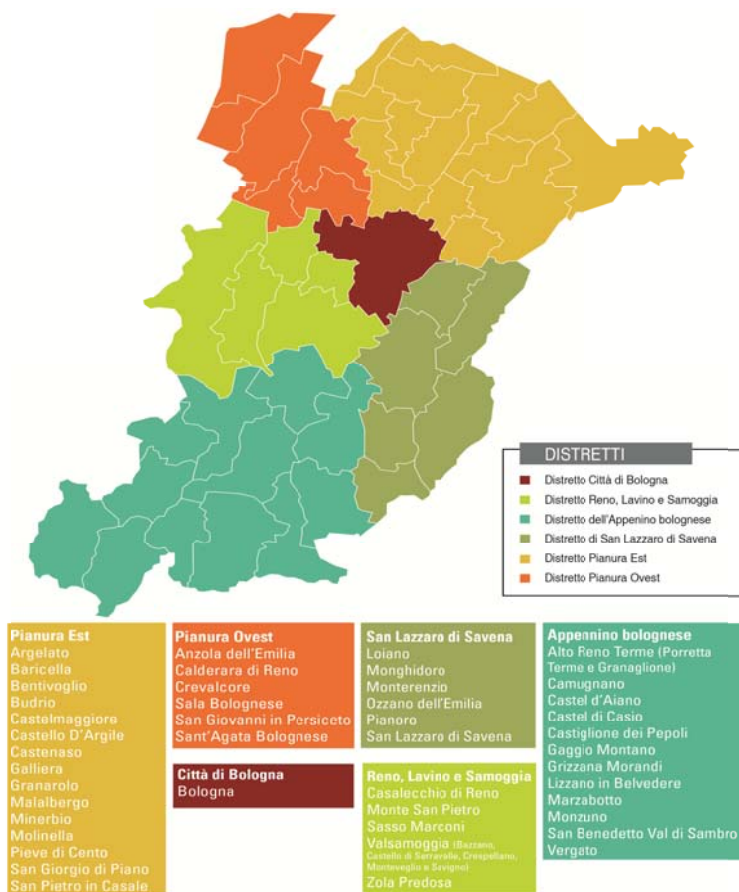 DISTRETTI
Distretto Città di Bologna
Distretto Reno, Lavino e Samoggia
Distretto dell'Appenino bolognese
Distretto di San Lazzaro di Savena
Distretto Pianura Est
Distretto Pianura Ovest
Pianura Est
Argelato
Baricella
Bentivoglio
Budrio
Castelmaggiore
Castello D'Argile
Castenaso
Galliera
Granarolo
Malalbergo
Minerbio
Molinella
Pieve di Cento
San Giorgio di Piano
San Pietro in Casale
Pianura Ovest
Anzola dell'Emilia
Calderara di Reno
Crevalcore
Sala Bolognese
San Giovanni in Persiceto
Sant'Agata Bolognese
Città di Bologna
Bologna
San Lazzaro di Savena
Loiano
Monghidoro
Monterenzio
Ozzano dell'Emilia
Pianoro
San Lazzaro di Savena
Reno, Lavino e Samoggia
Casalecchio di Reno
Monte San Pietro
Sasso Marconi
Valsamoggia (Bazzano,
Castello di Serravalle, Crespellano,
Monteveglio e Savigno)
Zola Predosa
Appennino bolognese
Alto Reno Terme (Porretta
Terme e Granaglione)
Camugnano
Castel d'Aiano
Castel di Casio
Castiglione dei Pepoli
Gaggio Montano
Grizzana Morandi
Lizzano in Belvedere
Marzabotto
Monzuno
San Benedetto Val di Sambro
Vergato